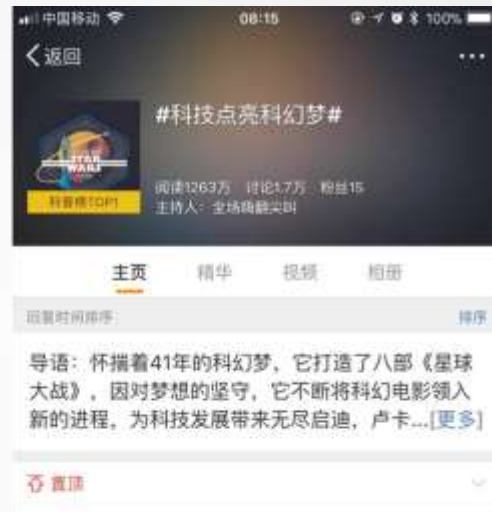 中国移动 08:15 100%
返回
#科技点亮科幻梦#
STAR WARS
科普榜TOP1
阅读1263万 讨论1.7万 粉丝15
主持人：全场嗨翻尖叫
主页 精华 视频 相册
回复时间排序 排序
导语：怀揣着41年的科幻梦，它打造了八部《星球
大战》，因对梦想的坚守，它不断将科幻电影领入
新的进程，为科技发展带来无尽启迪，卢卡...[更多]
置顶